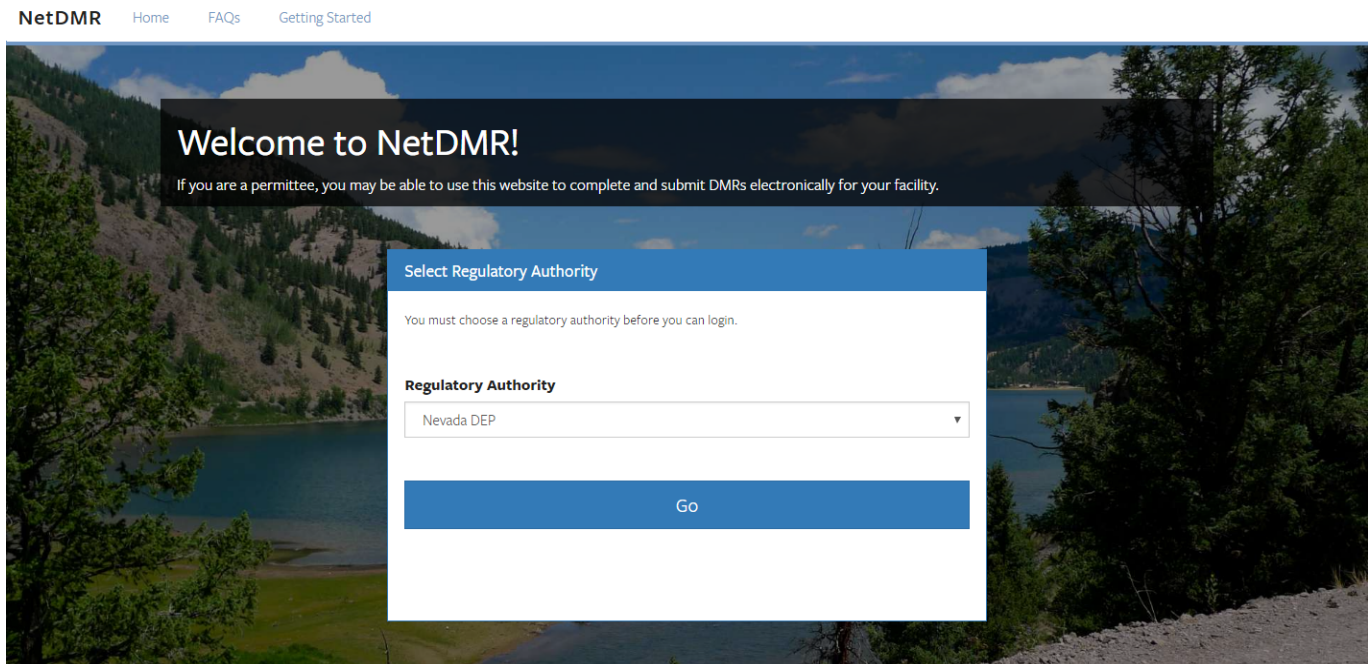 NetDMR Home FAQs Getting Started
Welcome to NetDMR!
If you are a permittee, you may be able to use this website to complete and submit DMRs electronically for your facility.
Select Regulatory Authority
You must choose a regulatory authority before you can login.
Regulatory Authority
Nevada DEP
Go